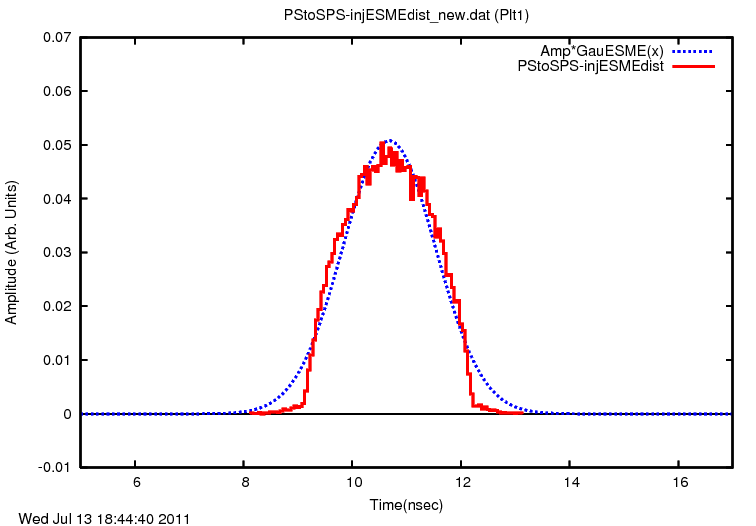 PStoSPS-injESMEdist_new.dat (Plt1)
0.07
0.06
0.05
0.04
0.03
0.02
0.01
0
-0.01
Amplitude (Arb. Units)
Amp*GauESME(x)
PStoSPS-injESMEdist
6 8 10 12 14 16
Time(nsec)
Wed Jul 13 18:44:40 2011